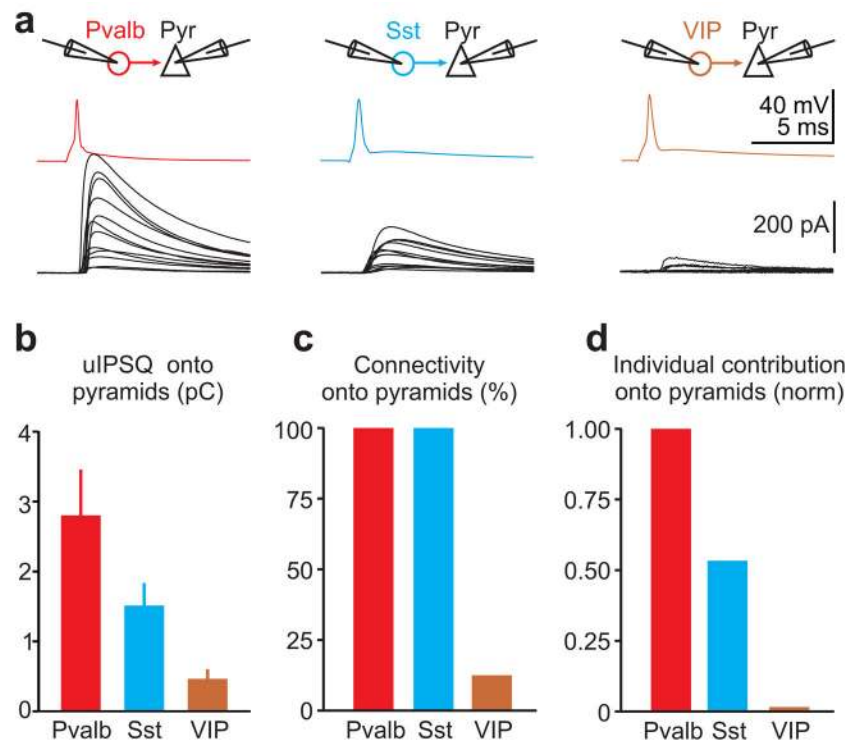 a
Pvalb Pyr
Sst Pyr
VIP Pyr
40 mV
5 ms
200 pA
b
uIPSQ onto
pyramids (pC)
4
3
2
1
0
Pvalb Sst VIP
c
Connectivity
onto pyramids (%)
100
75
50
25
0
Pvalb Sst VIP
d
Individual contribution
onto pyramids (norm)
1.00
0.75
0.50
0.25
0
Pvalb Sst VIP